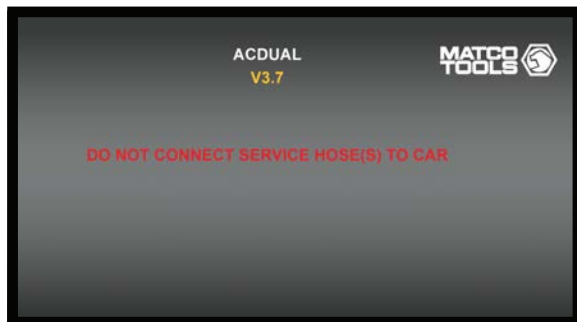 ACDUAL
V3.7
MATCO
TOOLS
DO NOT CONNECT SERVICE HOSE(S) TO CAR